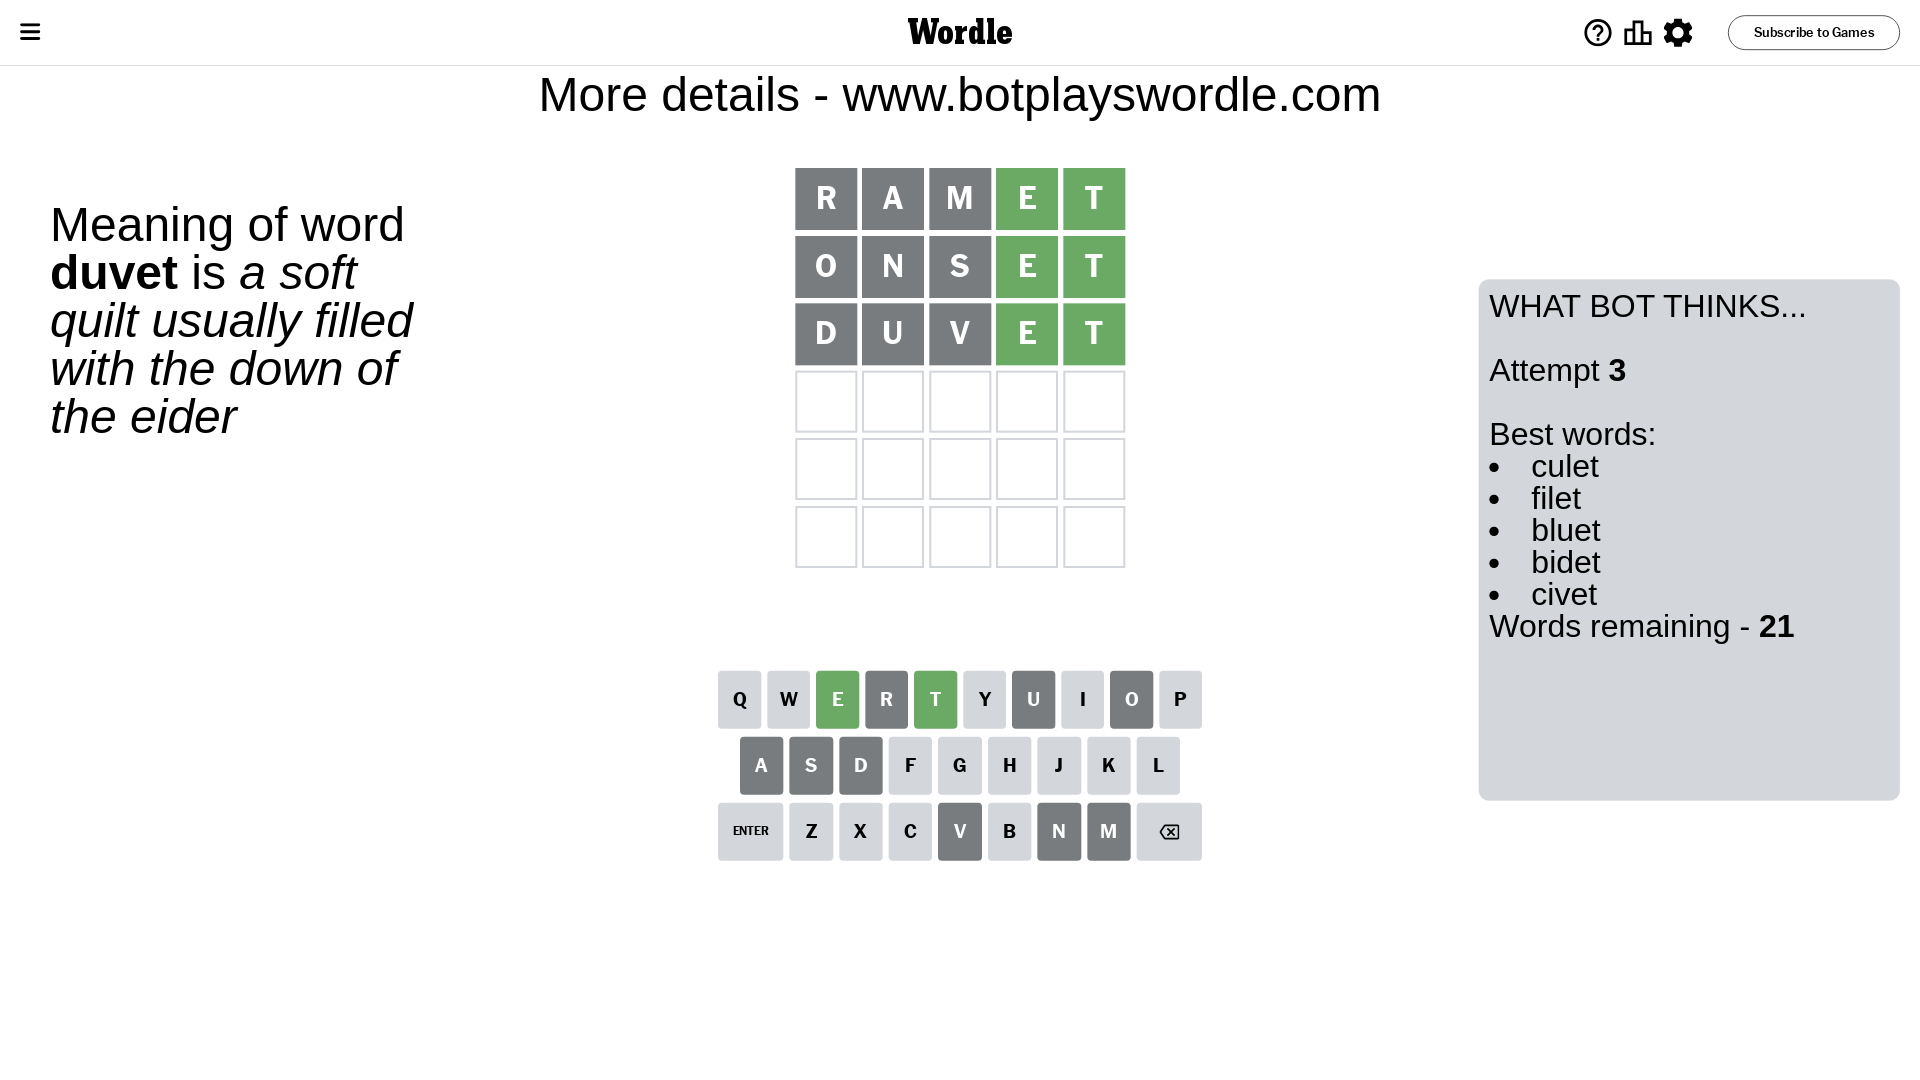 Wordle
Subscribe to Games
More details - www.botplayswordle.com
Meaning of word
duvet is a soft
quilt usually filled
with the down of
the eider
R A M E T
O N S E T
D U V E T
WHAT BOT THINKS...
Attempt 3
Best words:
• culet
• filet
• bluet
• bidet
• civet
Words remaining - 21
Q W E R T Y U I O P
A S D F G H J K L
ENTER Z X C V B N M